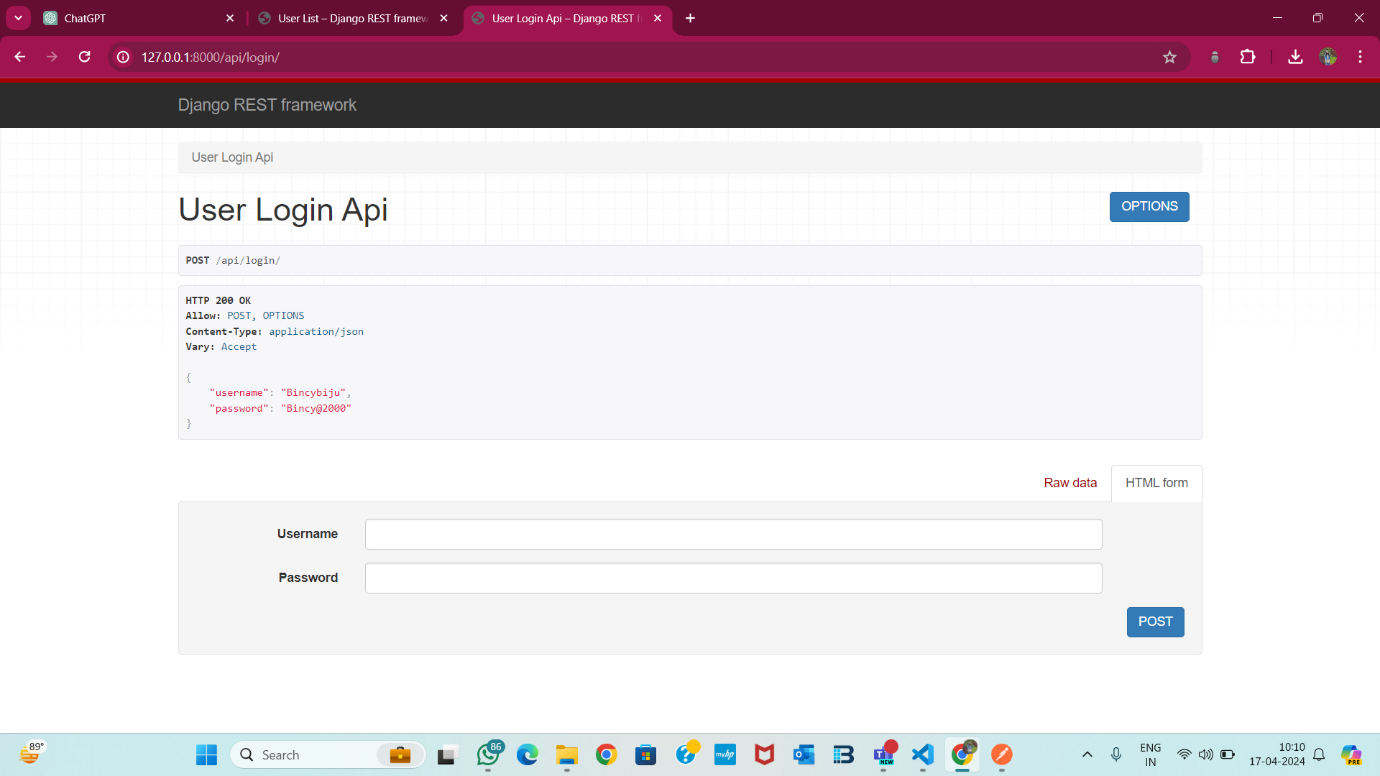 ChatGPT
User List – Django REST framew
User Login Api – Django REST f
127.0.0.1:8000/api/login/
Django REST framework
User Login Api
User Login Api
OPTIONS
POST /api/login/
HTTP 200 OK
Allow: POST, OPTIONS
Content-Type: application/json
Vary: Accept
{
"username": "Bincybiju",
"password": "Bincy@2000"
}
Raw data
HTML form
Username
Password
POST
89°
Search
86
myhp
NEW
ENG
IN
10:10
17-04-2024
PRE